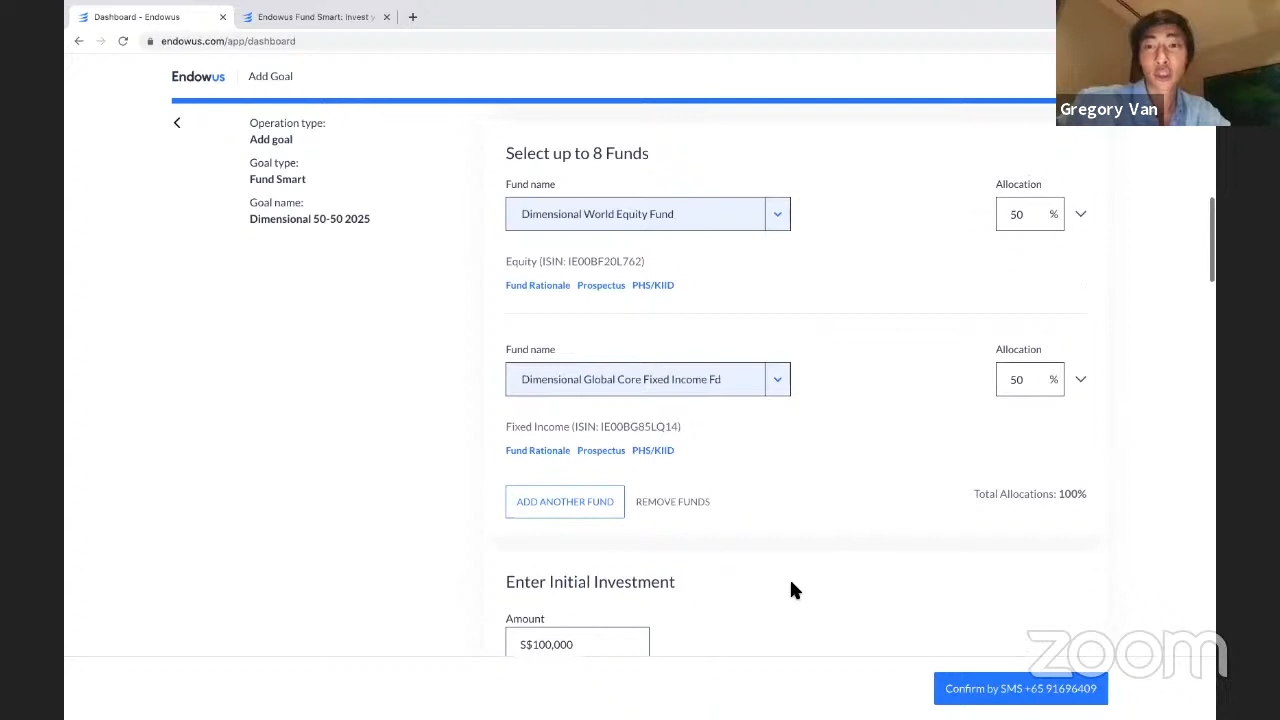 Dashboard - Endowus
Endowus Fund Smart: Invest y
endowus.com/app/dashboard
Endowus
Add Goal
Gregory Van
Operation type:
Add goal
Goal type:
Fund Smart
Goal name:
Dimensional 50-50 2025
Select up to 8 Funds
Fund name
Allocation
Dimensional World Equity Fund
50 %
Equity (ISIN: IE00BF20L762)
Fund Rationale Prospectus PHS/KIID
Fund name
Allocation
Dimensional Global Core Fixed Income Fd
50 %
Fixed Income (ISIN: IE00BG85LQ14)
Fund Rationale Prospectus PHS/KIID
ADD ANOTHER FUND
REMOVE FUNDS
Total Allocations: 100%
Enter Initial Investment
Amount
S$100,000
zoom
Confirm by SMS +65 91696409